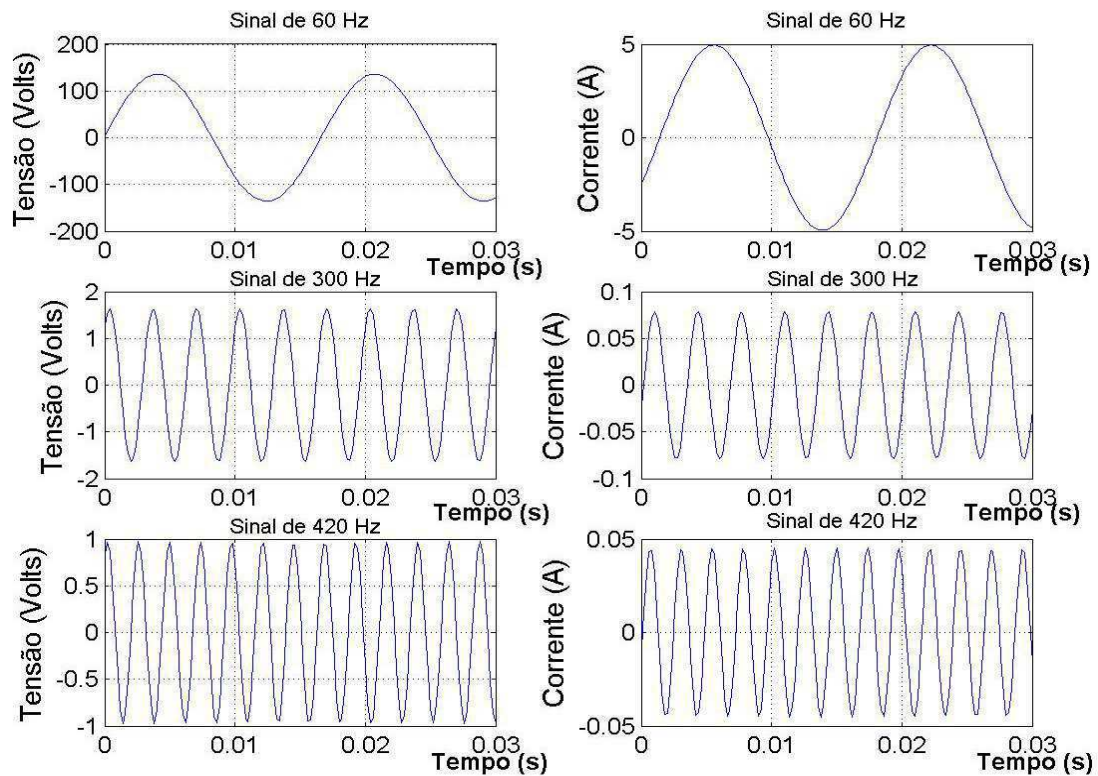 Sinal de 60 Hz
Tensão (Volts)
200
100
0
-100
-200
0
0.01
0.02
0.03
Tempo (s)
Sinal de 60 Hz
Corrente (A)
5
0
-5
0
0.01
0.02
0.03
Tempo (s)
Sinal de 300 Hz
Tensão (Volts)
2
1
0
-1
-2
0
0.01
0.02
0.03
Tempo (s)
Sinal de 300 Hz
Corrente (A)
0.1
0.05
0
-0.05
-0.1
0
0.01
0.02
0.03
Tempo (s)
Sinal de 420 Hz
Tensão (Volts)
1
0.5
0
-0.5
-1
0
0.01
0.02
0.03
Tempo (s)
Sinal de 420 Hz
Corrente (A)
0.05
0
-0.05
0
0.01
0.02
0.03
Tempo (s)